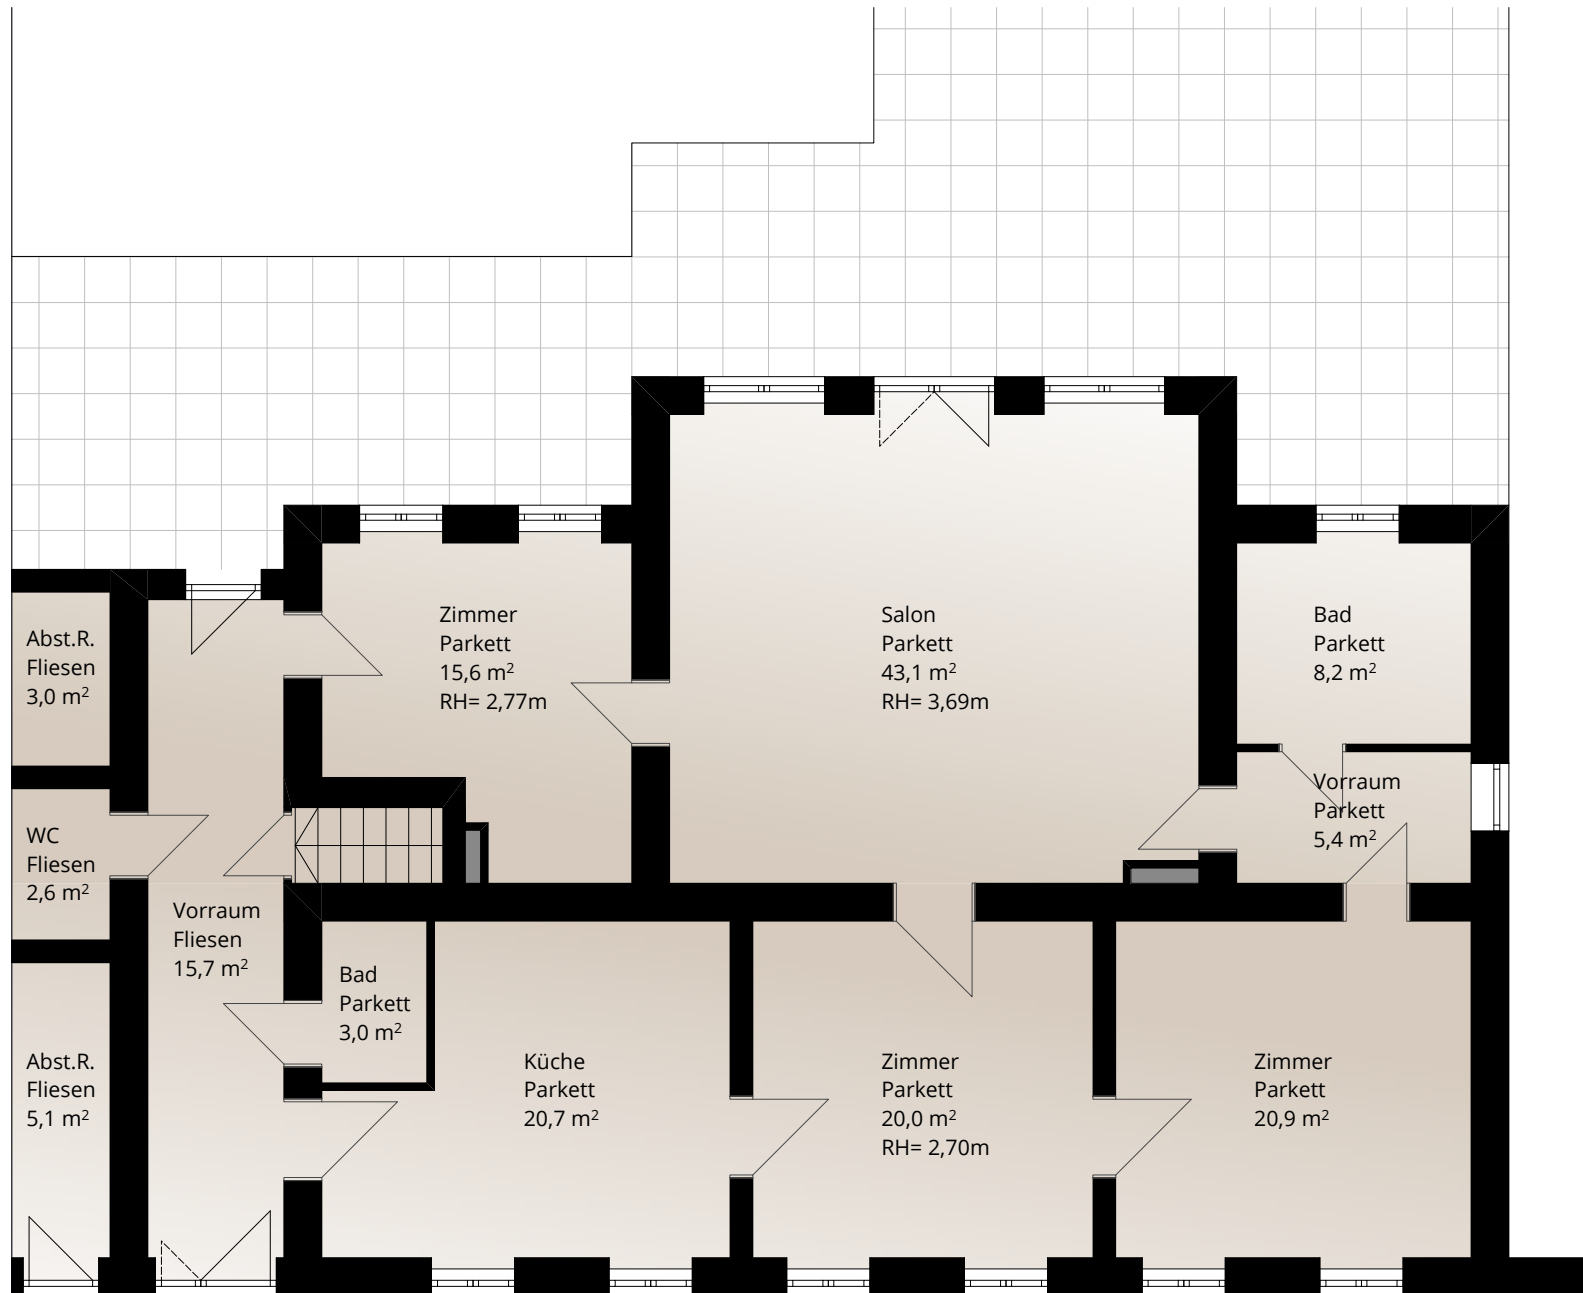 Zimmer
Parkett
15,6 m²
RH= 2,77m
Salon
Parkett
43,1 m²
RH= 3,69m
Bad
Parkett
8,2 m²
Abst.R.
Fliesen
3,0 m²
Vorraum
Parkett
5,4 m²
WC
Fliesen
2,6 m²
Vorraum
Fliesen
15,7 m²
Bad
Parkett
3,0 m²
Abst.R.
Fliesen
5,1 m²
Küche
Parkett
20,7 m²
Zimmer
Parkett
20,0 m²
RH= 2,70m
Zimmer
Parkett
20,9 m²